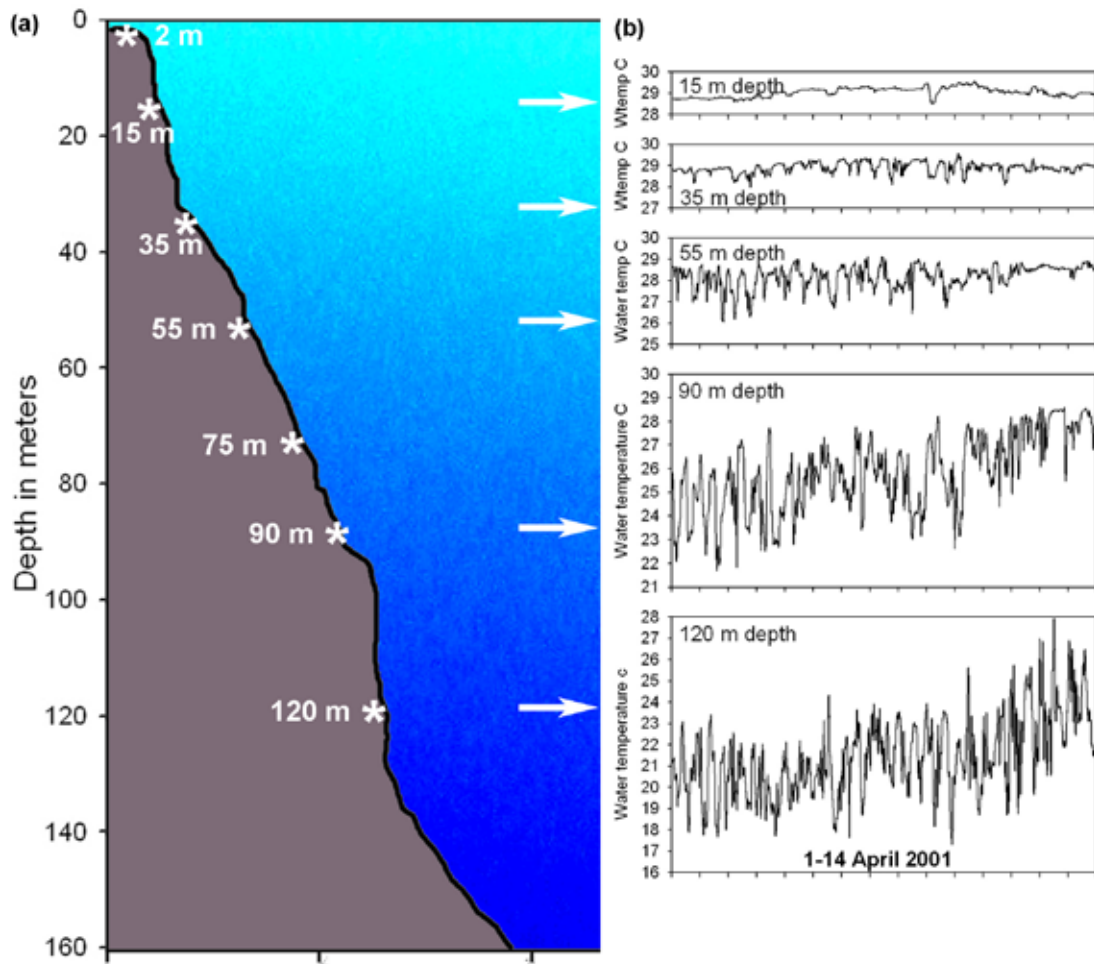 (a)
Depth in meters
0
20
40
60
80
100
120
140
160
* 2 m
*
15 m
*
35 m
55 m *
75 m *
90 m *
120 m *
(b)
Wtemp C
30
29
28
15 m depth
Wtemp C
30
29
28
27
35 m depth
Water temp C
30
29
28
27
26
25
55 m depth
Water temperature C
30
29
28
27
26
25
24
23
22
21
90 m depth
Water temperature c
28
27
26
25
24
23
22
21
20
19
18
17
16
120 m depth
1-14 April 2001